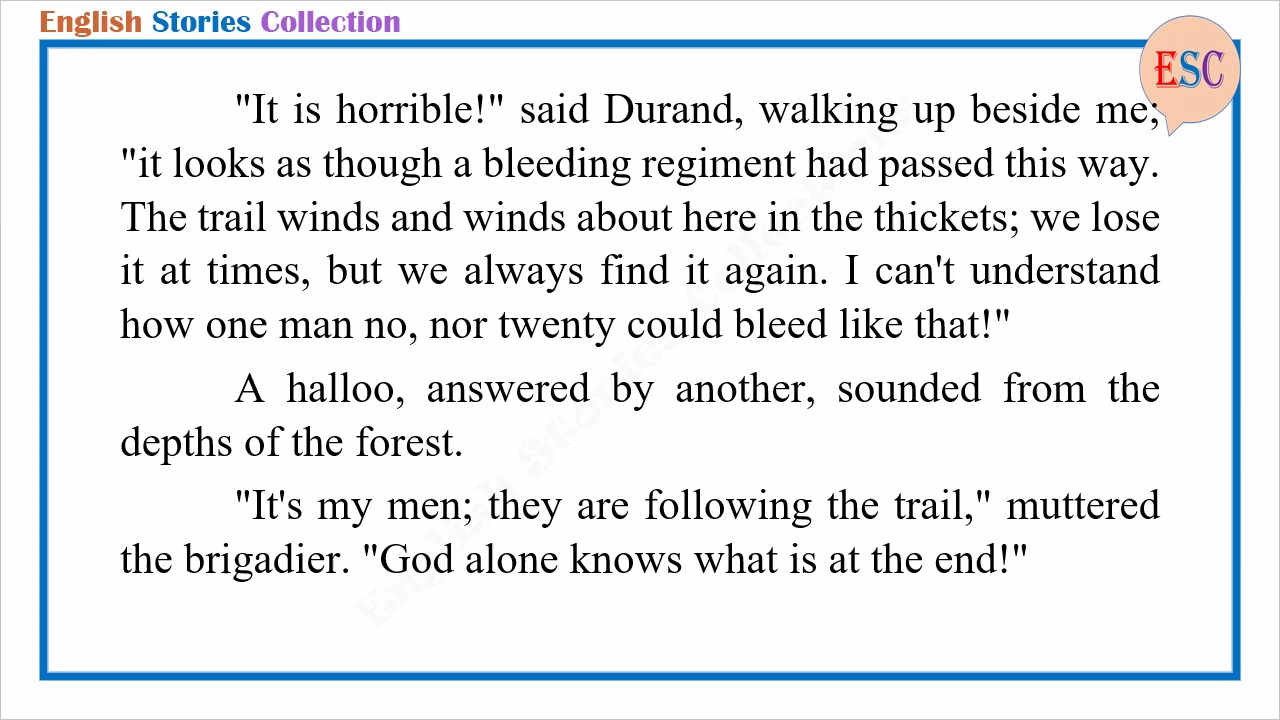 English Stories Collection
ESC
"It is horrible!" said Durand, walking up beside me;
"it looks as though a bleeding regiment had passed this way.
The trail winds and winds about here in the thickets; we lose
it at times, but we always find it again. I can't understand
how one man no, nor twenty could bleed like that!"
A halloo, answered by another, sounded from the
depths of the forest.
"It's my men; they are following the trail," muttered
the brigadier. "God alone knows what is at the end!"
English Stories Collection